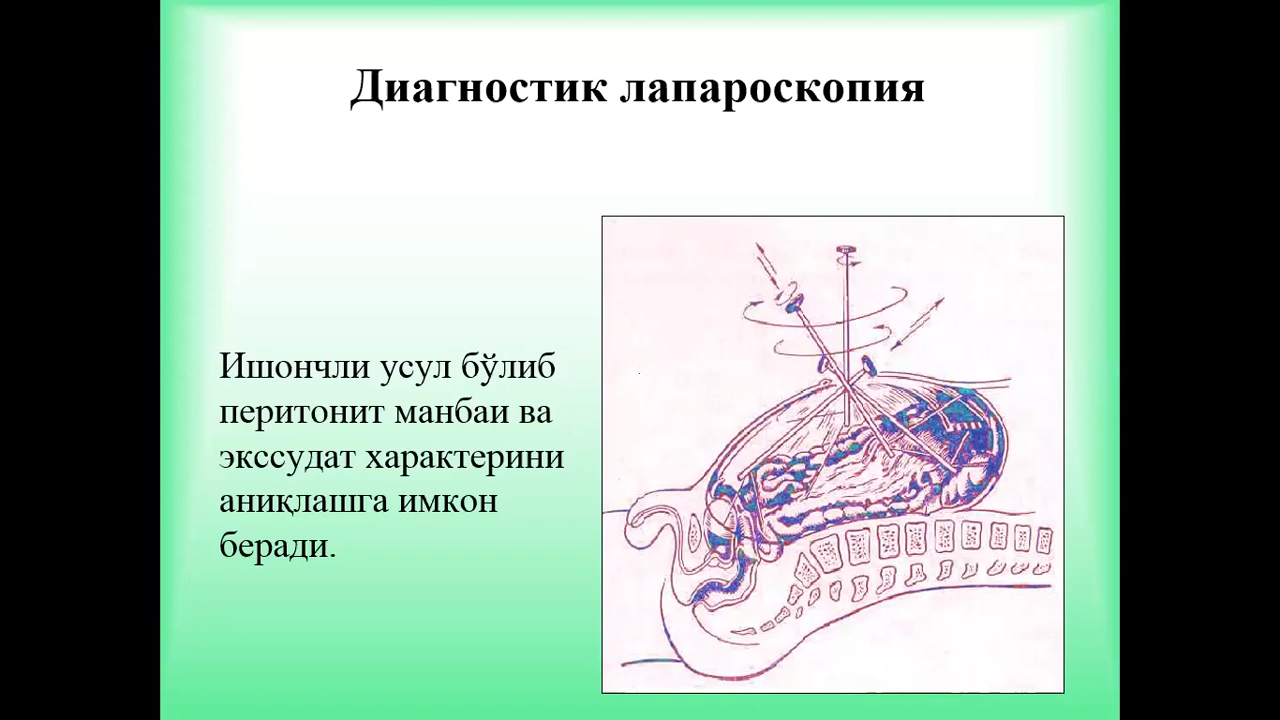 Диагностик лапароскопия
Ишончли усул бўлиб
перитонит манбаи ва
экссудат характерини
аниқлашга имкон
беради.